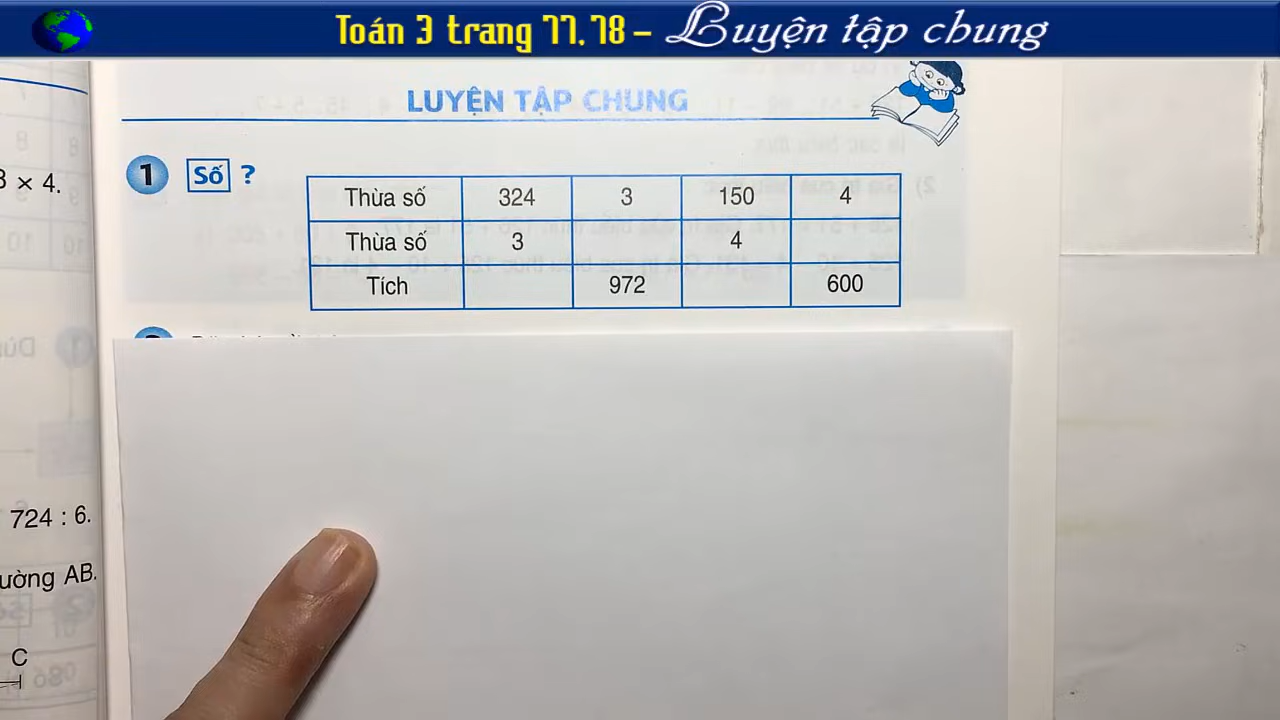 Toán 3 trang 77, 78 – Luyện tập chung
LUYỆN TẬP CHUNG
1 Số ?
Thừa số 324 3 150 4
Thừa số 3 4
Tích 972 600
3 × 4.
724 : 6.
ường AB.
C